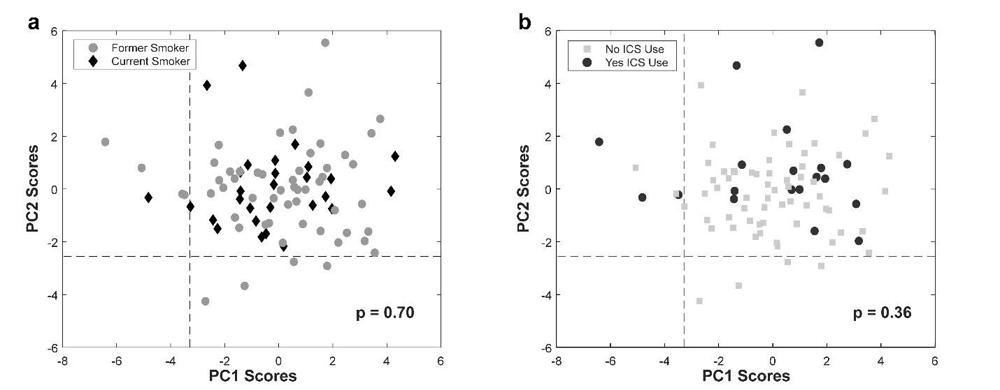 a
6
4
2
0
-2
-4
-6
-8
-6
-4
-2
0
2
4
6
PC2 Scores
PC1 Scores
Former Smoker
Current Smoker
p = 0.70
b
6
4
2
0
-2
-4
-6
-8
-6
-4
-2
0
2
4
6
PC2 Scores
PC1 Scores
No ICS Use
Yes ICS Use
p = 0.36